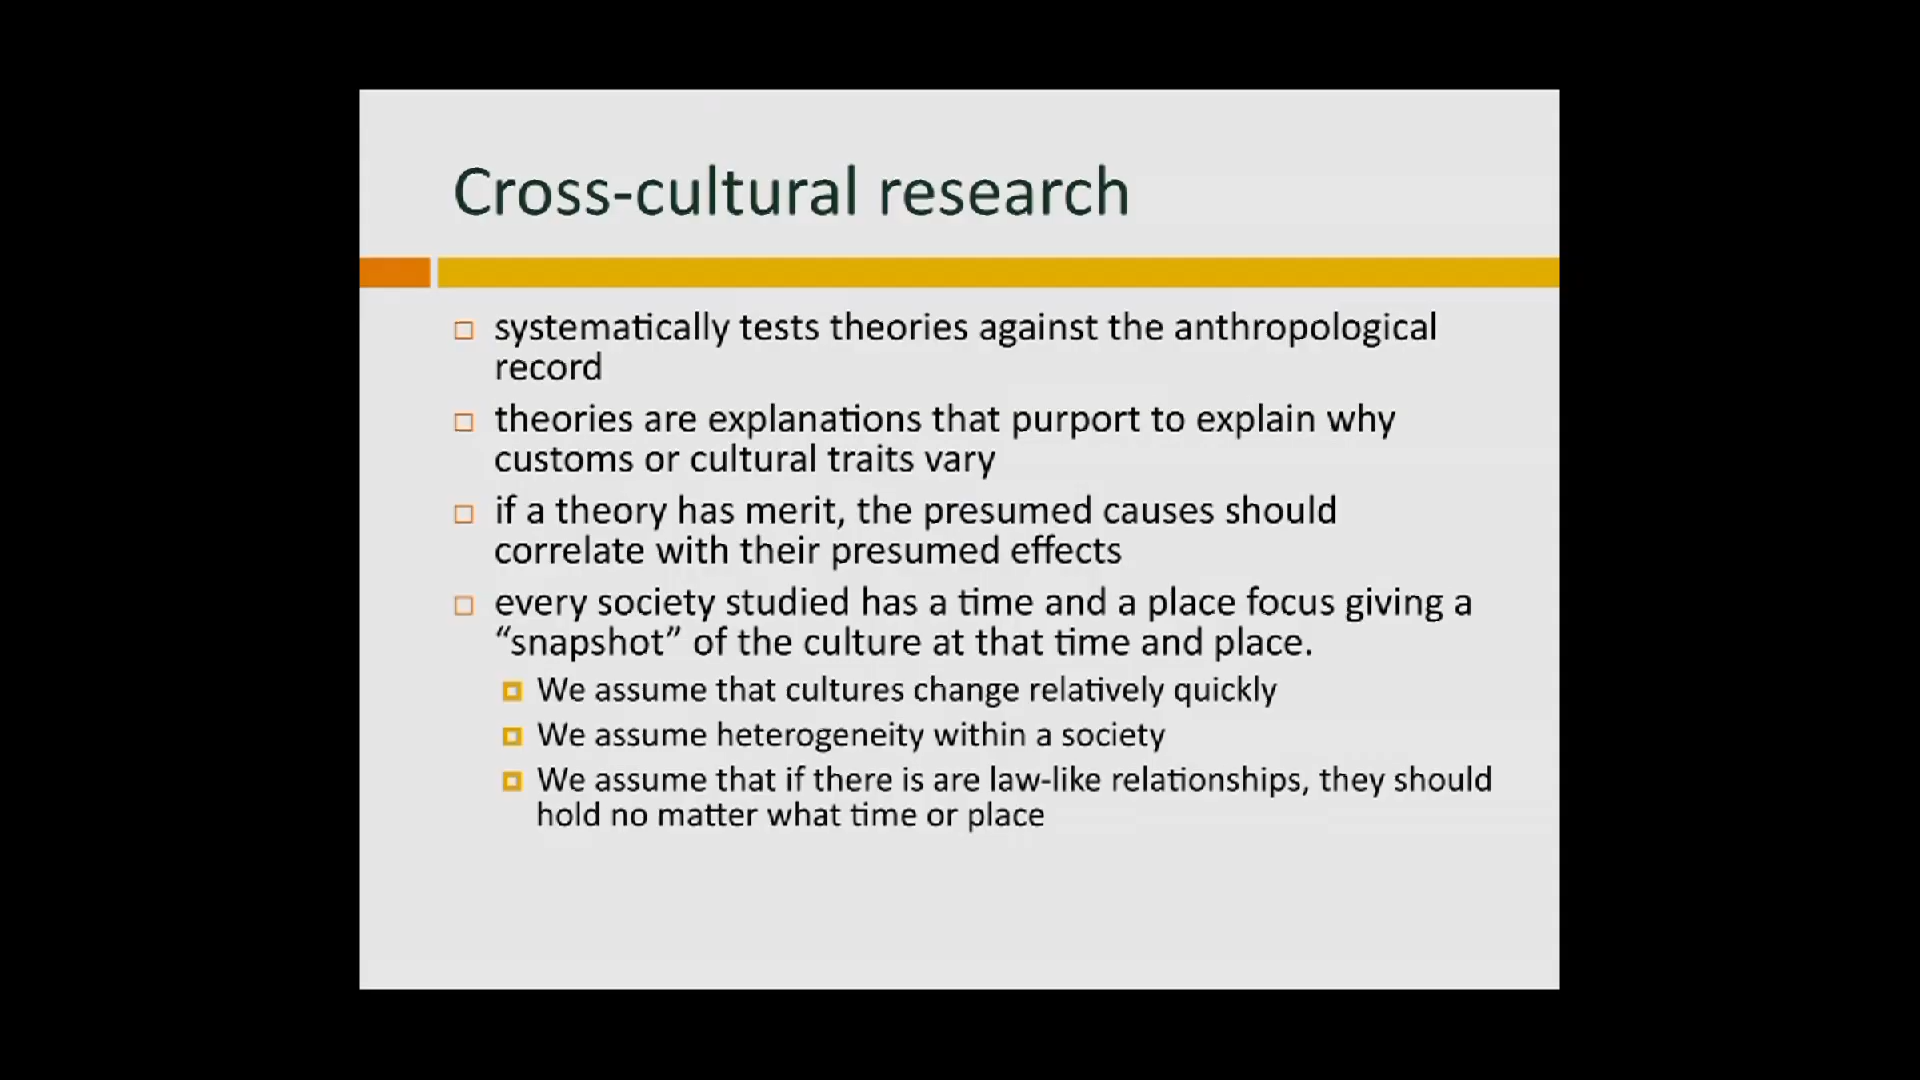 Cross-cultural research
systematically tests theories against the anthropological
record
theories are explanations that purport to explain why
customs or cultural traits vary
if a theory has merit, the presumed causes should
correlate with their presumed effects
every society studied has a time and a place focus giving a
“snapshot” of the culture at that time and place.
We assume that cultures change relatively quickly
We assume heterogeneity within a society
We assume that if there is are law-like relationships, they should
hold no matter what time or place